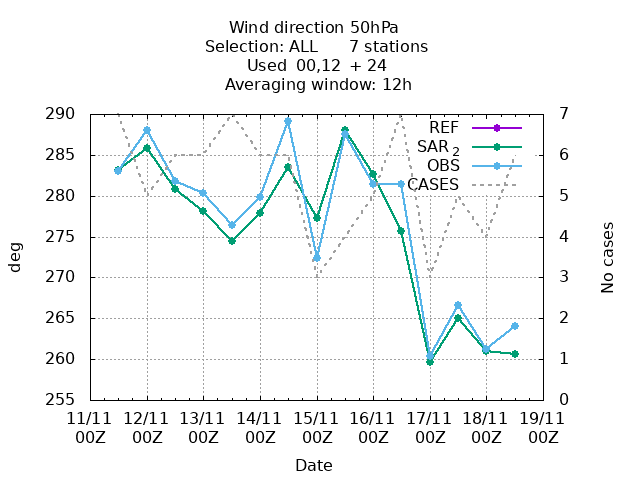 Wind direction 50hPa
Selection: ALL 7 stations
Used 00,12 + 24
Averaging window: 12h
290
285
280
275
270
265
260
255
deg
7
6
5
4
3
2
1
0
No cases
REF
SAR 2
OBS
CASES
11/11 12/11 13/11 14/11 15/11 16/11 17/11 18/11 19/11
00Z 00Z 00Z 00Z 00Z 00Z 00Z 00Z 00Z
Date